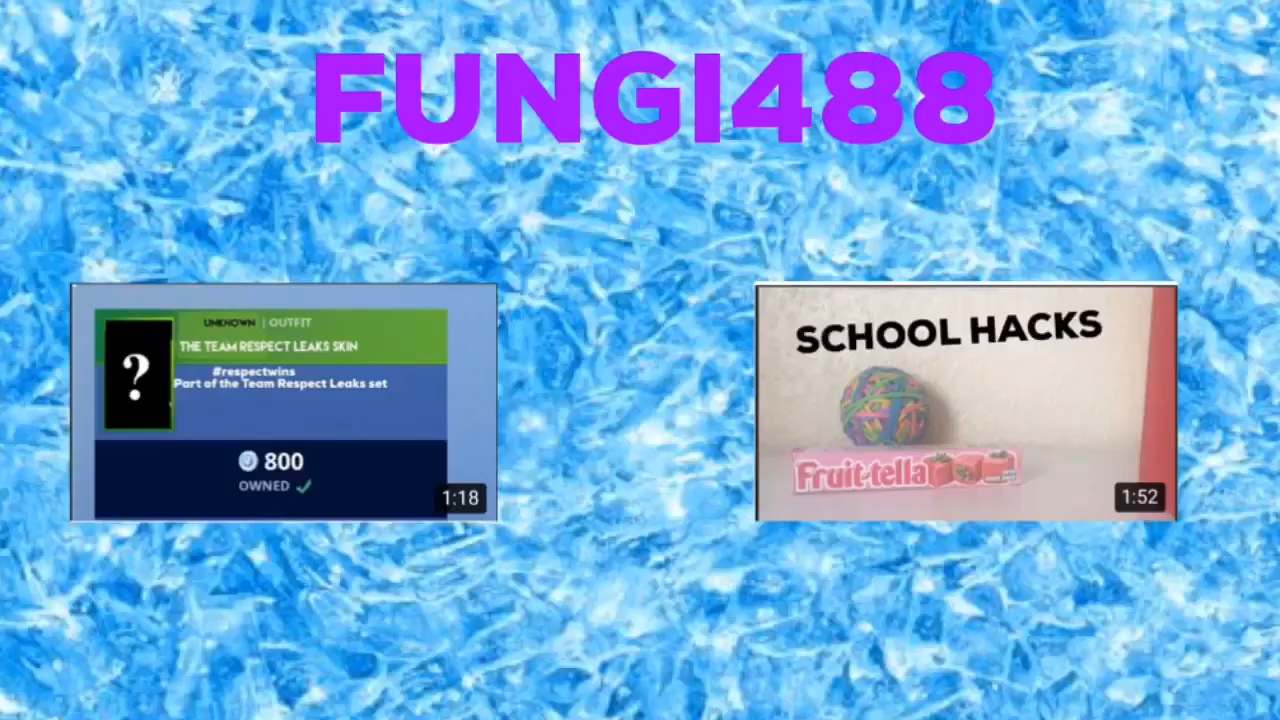 FUNGI488
UNKNOWN | OUTFIT
THE TEAM RESPECT LEAKS SKIN
#respectwins
Part of the Team Respect Leaks set
?
800
OWNED
1:18
SCHOOL HACKS
Fruit-tella
1:52